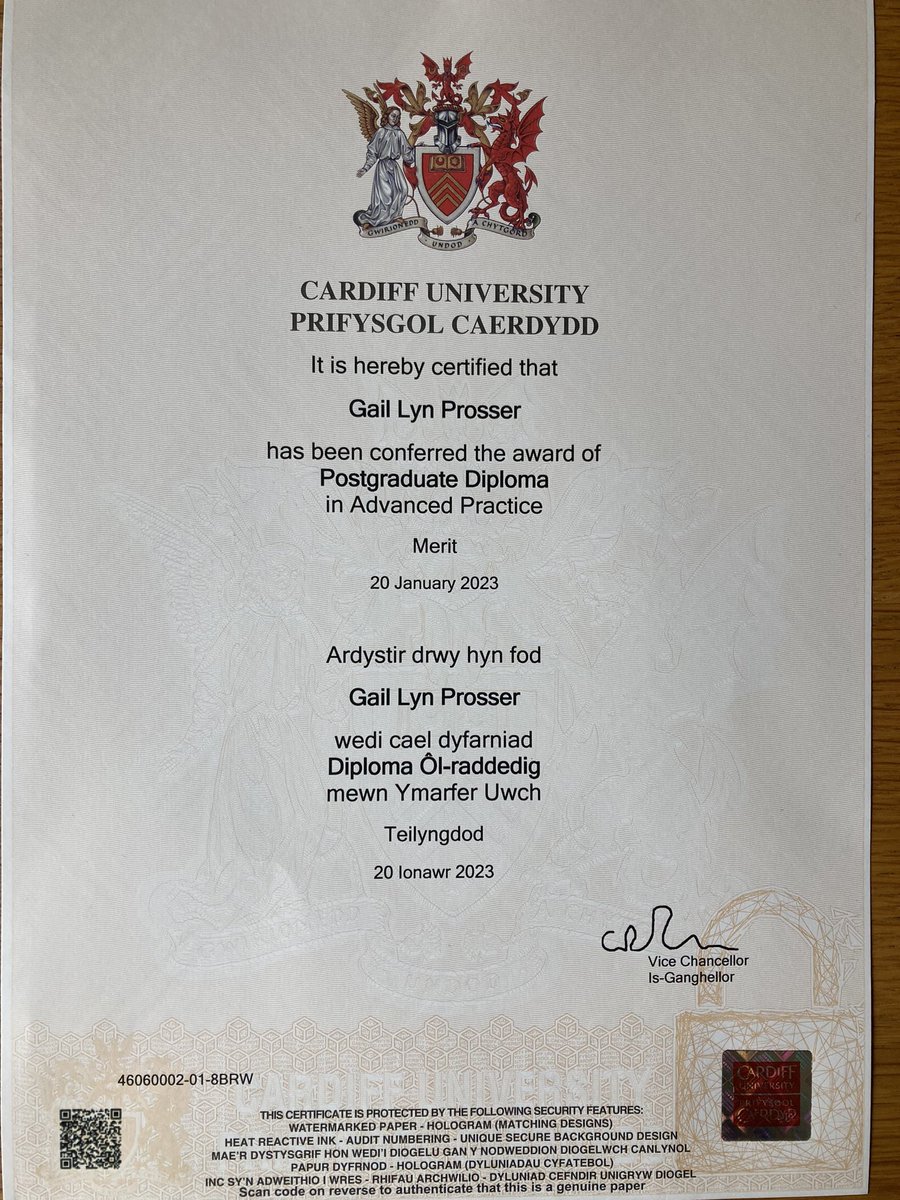 GWIRIONEDD UNDOD A CHYTGORD
CARDIFF UNIVERSITY
PRIFYSGOL CAERDYDD
It is hereby certified that
Gail Lyn Prosser
has been conferred the award of
Postgraduate Diploma
in Advanced Practice
Merit
20 January 2023
Ardystir drwy hyn fod
Gail Lyn Prosser
wedi cael dyfarniad
Diploma Ôl-raddedig
mewn Ymarfer Uwch
Teilyngdod
20 Ionawr 2023
Vice Chancellor
Is-Ganghellor
46060002-01-8BRW
CARDIFF UNIVERSITY
CARDIFF
UNIVERSITY
PRIFYSGOL
CAERDYDD
THIS CERTIFICATE IS PROTECTED BY THE FOLLOWING SECURITY FEATURES:
WATERMARKED PAPER - HOLOGRAM (MATCHING DESIGNS)
HEAT REACTIVE INK - AUDIT NUMBERING - UNIQUE SECURE BACKGROUND DESIGN
MAE'R DYSTYSGRIF HON WEDI'I DIOGELU GAN Y NODWEDDION DIOGELWCH CANLYNOL
PAPUR DYFRNOD - HOLOGRAM (DYLUNIADAU CYFATEBOL)
INC SY'N ADWEITHIO I WRES - RHIFAU ARCHWILIO - DYLUNIAD CEFNDIR UNIGRYW DIOGEL
Scan code on reverse to authenticate that this is a genuine paper